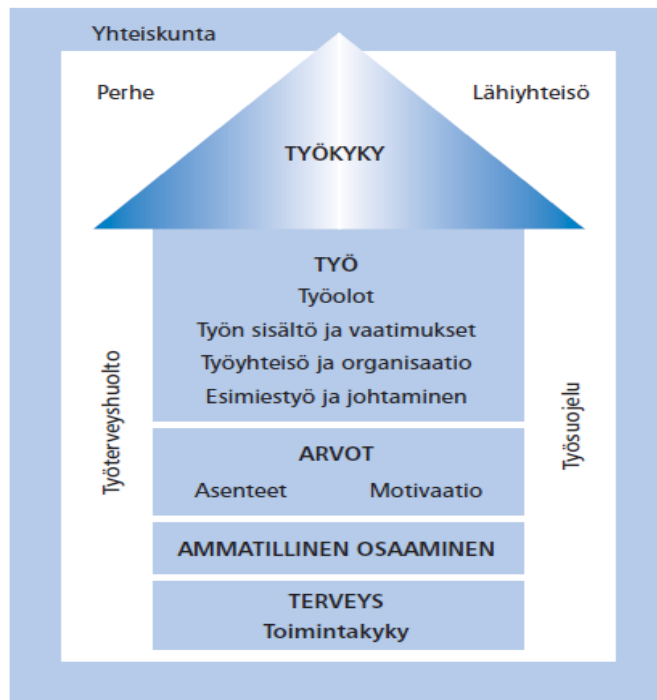 Yhteiskunta
Perhe
Lähiyhteisö
TYÖKYKY
TYÖ
Työolot
Työn sisältö ja vaatimukset
Työyhteisö ja organisaatio
Esimiestyö ja johtaminen
Työterveyshuolto
Työsuojelu
ARVOT
Asenteet Motivaatio
AMMATILLINEN OSAAMINEN
TERVEYS
Toimintakyky